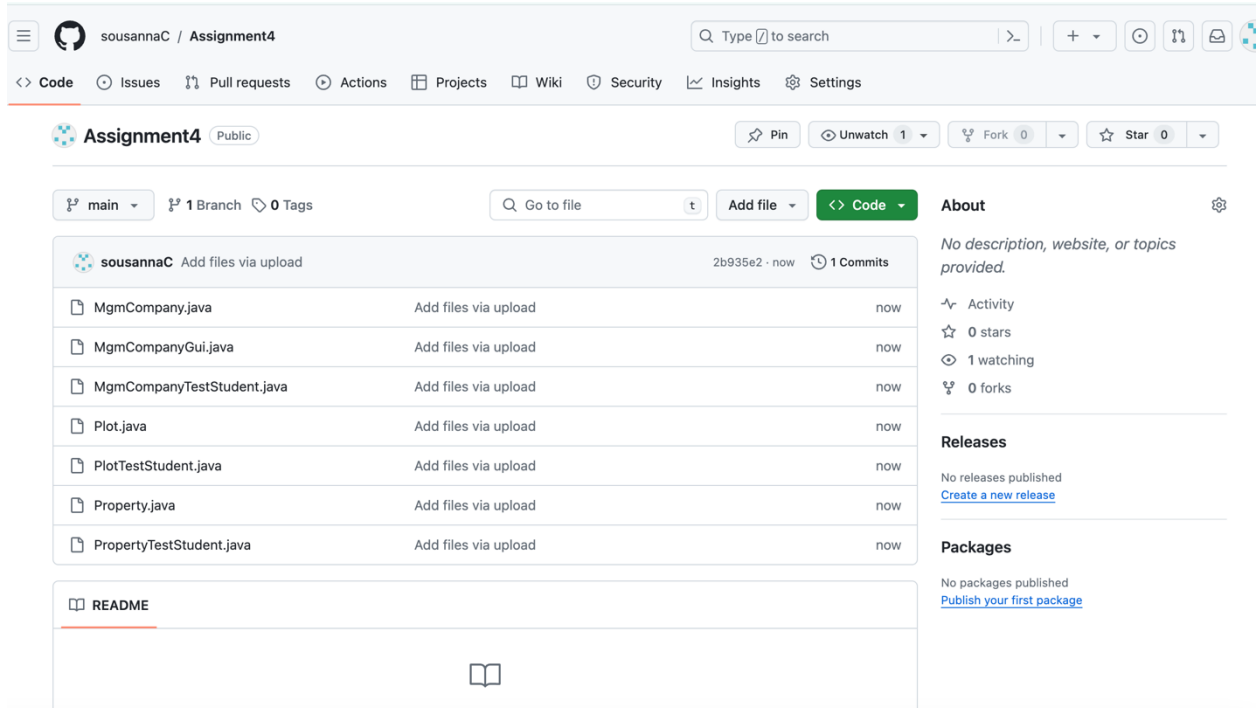 sousannaC / Assignment4
Type / to search
Code Issues Pull requests Actions Projects Wiki Security Insights Settings
Assignment4 Public
Pin Unwatch 1 Fork 0 Star 0
main 1 Branch 0 Tags Go to file t Add file Code
sousannaC Add files via upload 2b935e2 · now 1 Commits
MgmCompany.java Add files via upload now
MgmCompanyGui.java Add files via upload now
MgmCompanyTestStudent.java Add files via upload now
Plot.java Add files via upload now
PlotTestStudent.java Add files via upload now
Property.java Add files via upload now
PropertyTestStudent.java Add files via upload now
README
About
No description, website, or topics
provided.
Activity
0 stars
1 watching
0 forks
Releases
No releases published
Create a new release
Packages
No packages published
Publish your first package